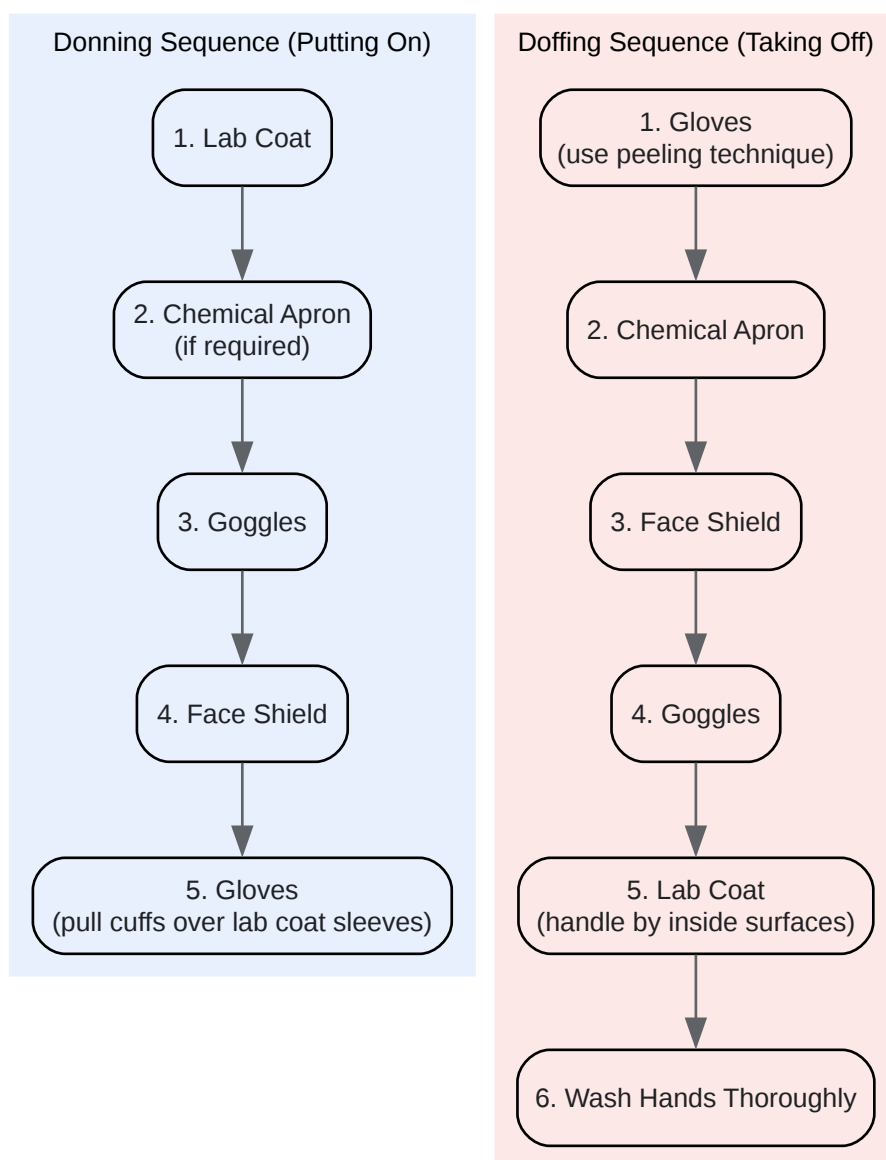 Donning Sequence (Putting On)
1. Lab Coat
2. Chemical Apron
(if required)
3. Goggles
4. Face Shield
5. Gloves
(pull cuffs over lab coat sleeves)
Doffing Sequence (Taking Off)
1. Gloves
(use peeling technique)
2. Chemical Apron
3. Face Shield
4. Goggles
5. Lab Coat
(handle by inside surfaces)
6. Wash Hands Thoroughly